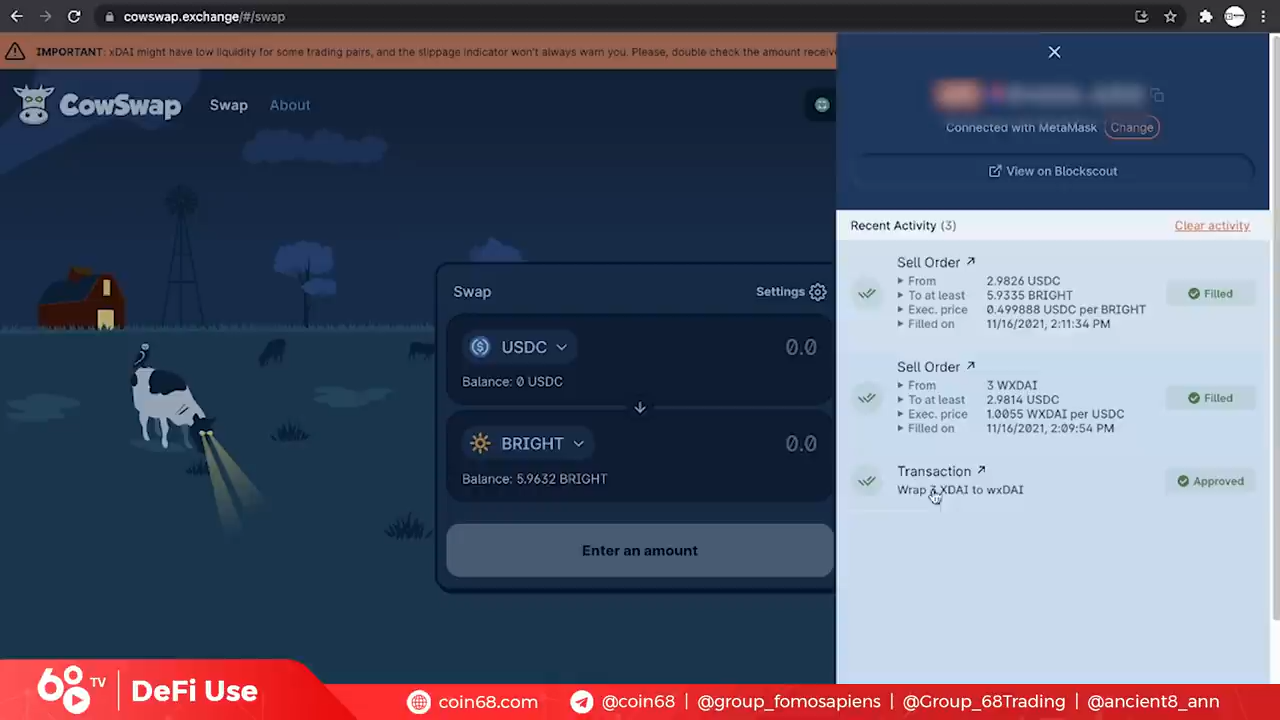 cowswap.exchange/#/swap
IMPORTANT: xDAI might have low liquidity for some trading pairs, and the slippage indicator won't always warn you. Please, double check the amount receive
CowSwap
Swap
About
Connected with MetaMask
Change
View on Blockscout
Recent Activity (3)
Clear activity
Sell Order
From 2.9826 USDC
To at least 5.9335 BRIGHT
Exec. price 0.499888 USDC per BRIGHT
Filled on 11/16/2021, 2:11:34 PM
Filled
Sell Order
From 3 WXDAI
To at least 2.9814 USDC
Exec. price 1.0055 WXDAI per USDC
Filled on 11/16/2021, 2:09:54 PM
Filled
Transaction
Wrap 3 XDAI to wxDAI
Approved
Swap
Settings
USDC
0.0
Balance: 0 USDC
BRIGHT
0.0
Balance: 5.9632 BRIGHT
Enter an amount
68 TV
DeFi Use
coin68.com
@coin68 | @group_fomosapiens | @Group_68Trading | @ancient8_ann